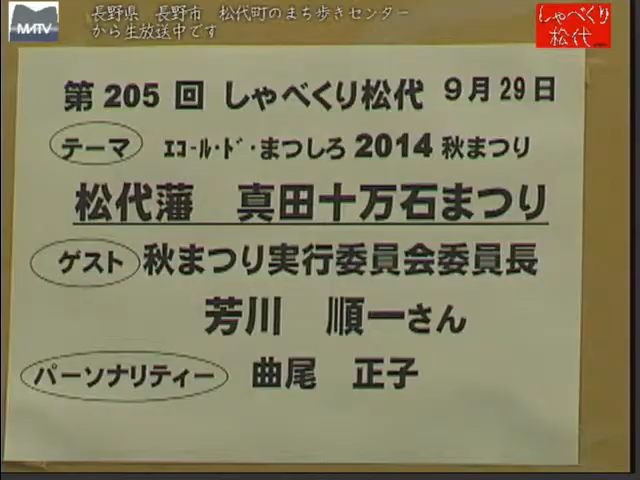 MATV
長野県　長野市　松代町のまち歩きセンター
から生放送中です
しゃべくり
松代
第 205 回 しゃべくり松代 9月29日
テーマ ｴｺｰﾙ･ﾄﾞ･まつしろ 2014 秋まつり
松代藩　真田十万石まつり
ゲスト 秋まつり実行委員会委員長
芳川　順一さん
パーソナリティー 曲尾　正子